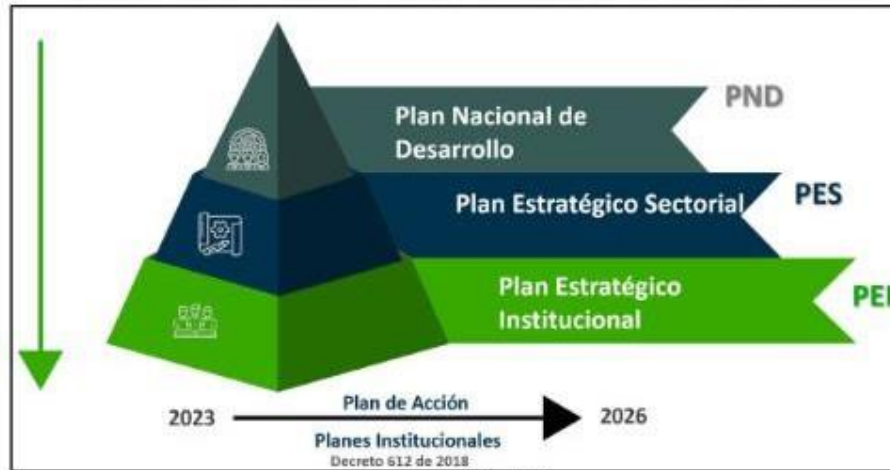 Plan Nacional de
Desarrollo
PND
Plan Estratégico Sectorial
PES
Plan Estratégico
Institucional
PEI
2023
Plan de Acción
2026
Planes Institucionales
Decreto 612 de 2018